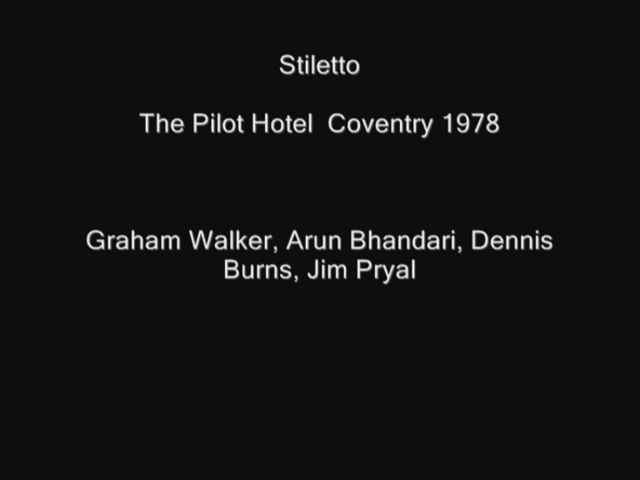 Stiletto
The Pilot Hotel  Coventry 1978
Graham Walker, Arun Bhandari, Dennis
Burns, Jim Pryal